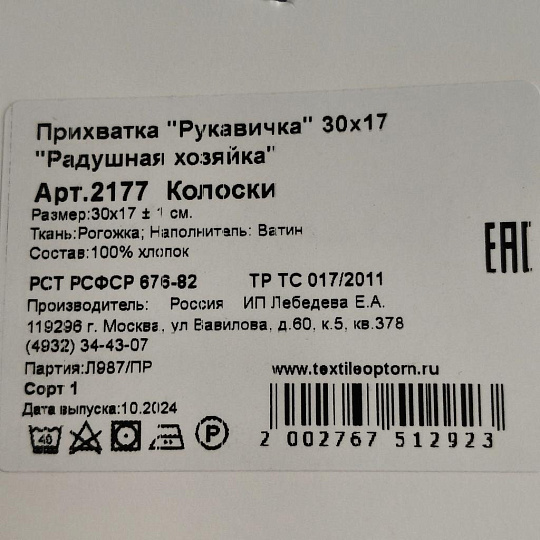 Прихватка "Рукавичка" 30x17
"Радушная хозяйка"
Арт.2177 Колоски
Размер:30x17 ± 1 см.
Ткань:Рогожка; Наполнитель: Ватин
Состав:100% хлопок
EAC
РСТ РСФСР 676-82 ТР ТС 017/2011
Производитель: Россия ИП Лебедева Е.А.
119296 г. Москва, ул Вавилова, д.60, к.5, кв.378
(4932) 34-43-07
Партия:Л987/ПР www.textileoptorn.ru
Сорт 1
Дата выпуска:10.2024
40 P
2 002767 512923